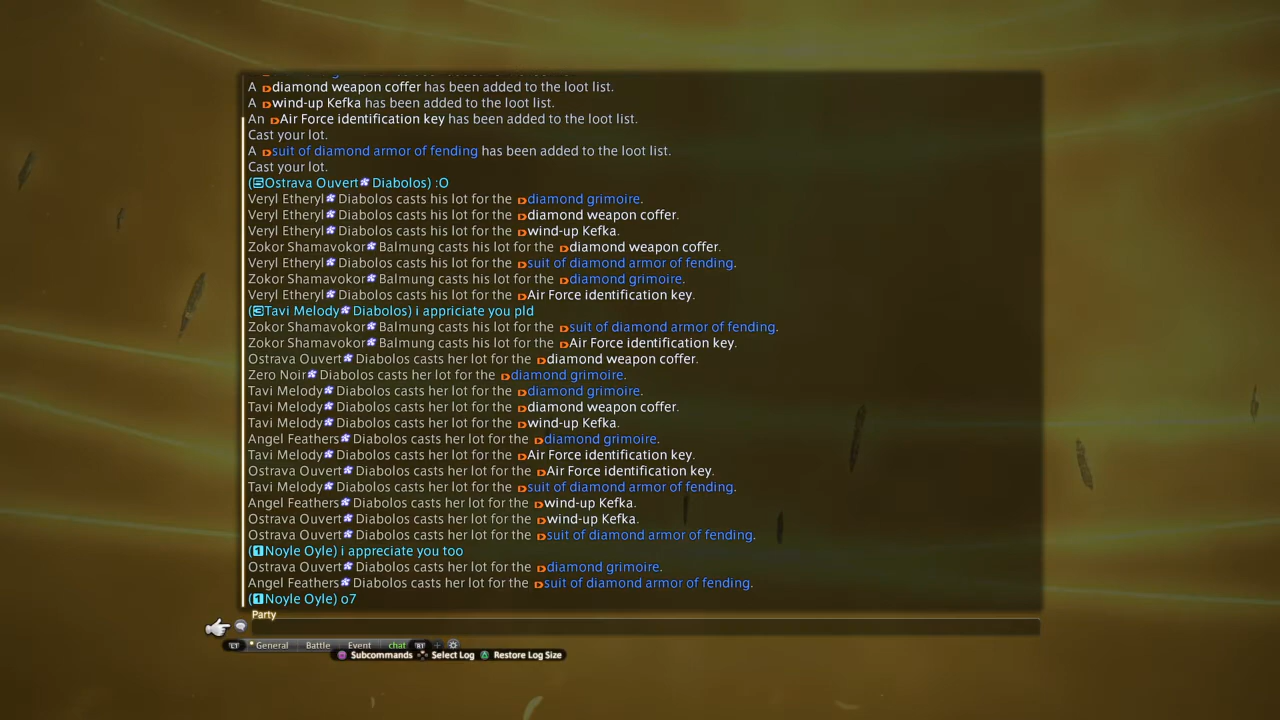 A diamond weapon coffer has been added to the loot list.
A wind-up Kefka has been added to the loot list.
An Air Force identification key has been added to the loot list.
Cast your lot.
A suit of diamond armor of fending has been added to the loot list.
Cast your lot.
(5Ostrava Ouvert Diabolos) :O
Veryl Etheryl Diabolos casts his lot for the diamond grimoire.
Veryl Etheryl Diabolos casts his lot for the diamond weapon coffer.
Veryl Etheryl Diabolos casts his lot for the wind-up Kefka.
Zokor Shamavokor Balmung casts his lot for the diamond weapon coffer.
Veryl Etheryl Diabolos casts his lot for the suit of diamond armor of fending.
Zokor Shamavokor Balmung casts his lot for the diamond grimoire.
Veryl Etheryl Diabolos casts his lot for the Air Force identification key.
(3Tavi Melody Diabolos) i appriciate you pld
Zokor Shamavokor Balmung casts his lot for the suit of diamond armor of fending.
Zokor Shamavokor Balmung casts his lot for the Air Force identification key.
Ostrava Ouvert Diabolos casts her lot for the diamond weapon coffer.
Zero Noir Diabolos casts her lot for the diamond grimoire.
Tavi Melody Diabolos casts her lot for the diamond grimoire.
Tavi Melody Diabolos casts her lot for the diamond weapon coffer.
Tavi Melody Diabolos casts her lot for the wind-up Kefka.
Angel Feathers Diabolos casts her lot for the diamond grimoire.
Tavi Melody Diabolos casts her lot for the Air Force identification key.
Ostrava Ouvert Diabolos casts her lot for the Air Force identification key.
Tavi Melody Diabolos casts her lot for the suit of diamond armor of fending.
Angel Feathers Diabolos casts her lot for the wind-up Kefka.
Ostrava Ouvert Diabolos casts her lot for the wind-up Kefka.
Ostrava Ouvert Diabolos casts her lot for the suit of diamond armor of fending.
(1Noyle Oyle) i appreciate you too
Ostrava Ouvert Diabolos casts her lot for the diamond grimoire.
Angel Feathers Diabolos casts her lot for the suit of diamond armor of fending.
(1Noyle Oyle) o7
Party
LT * General Battle Event chat RT +
Subcommands Select Log Restore Log Size